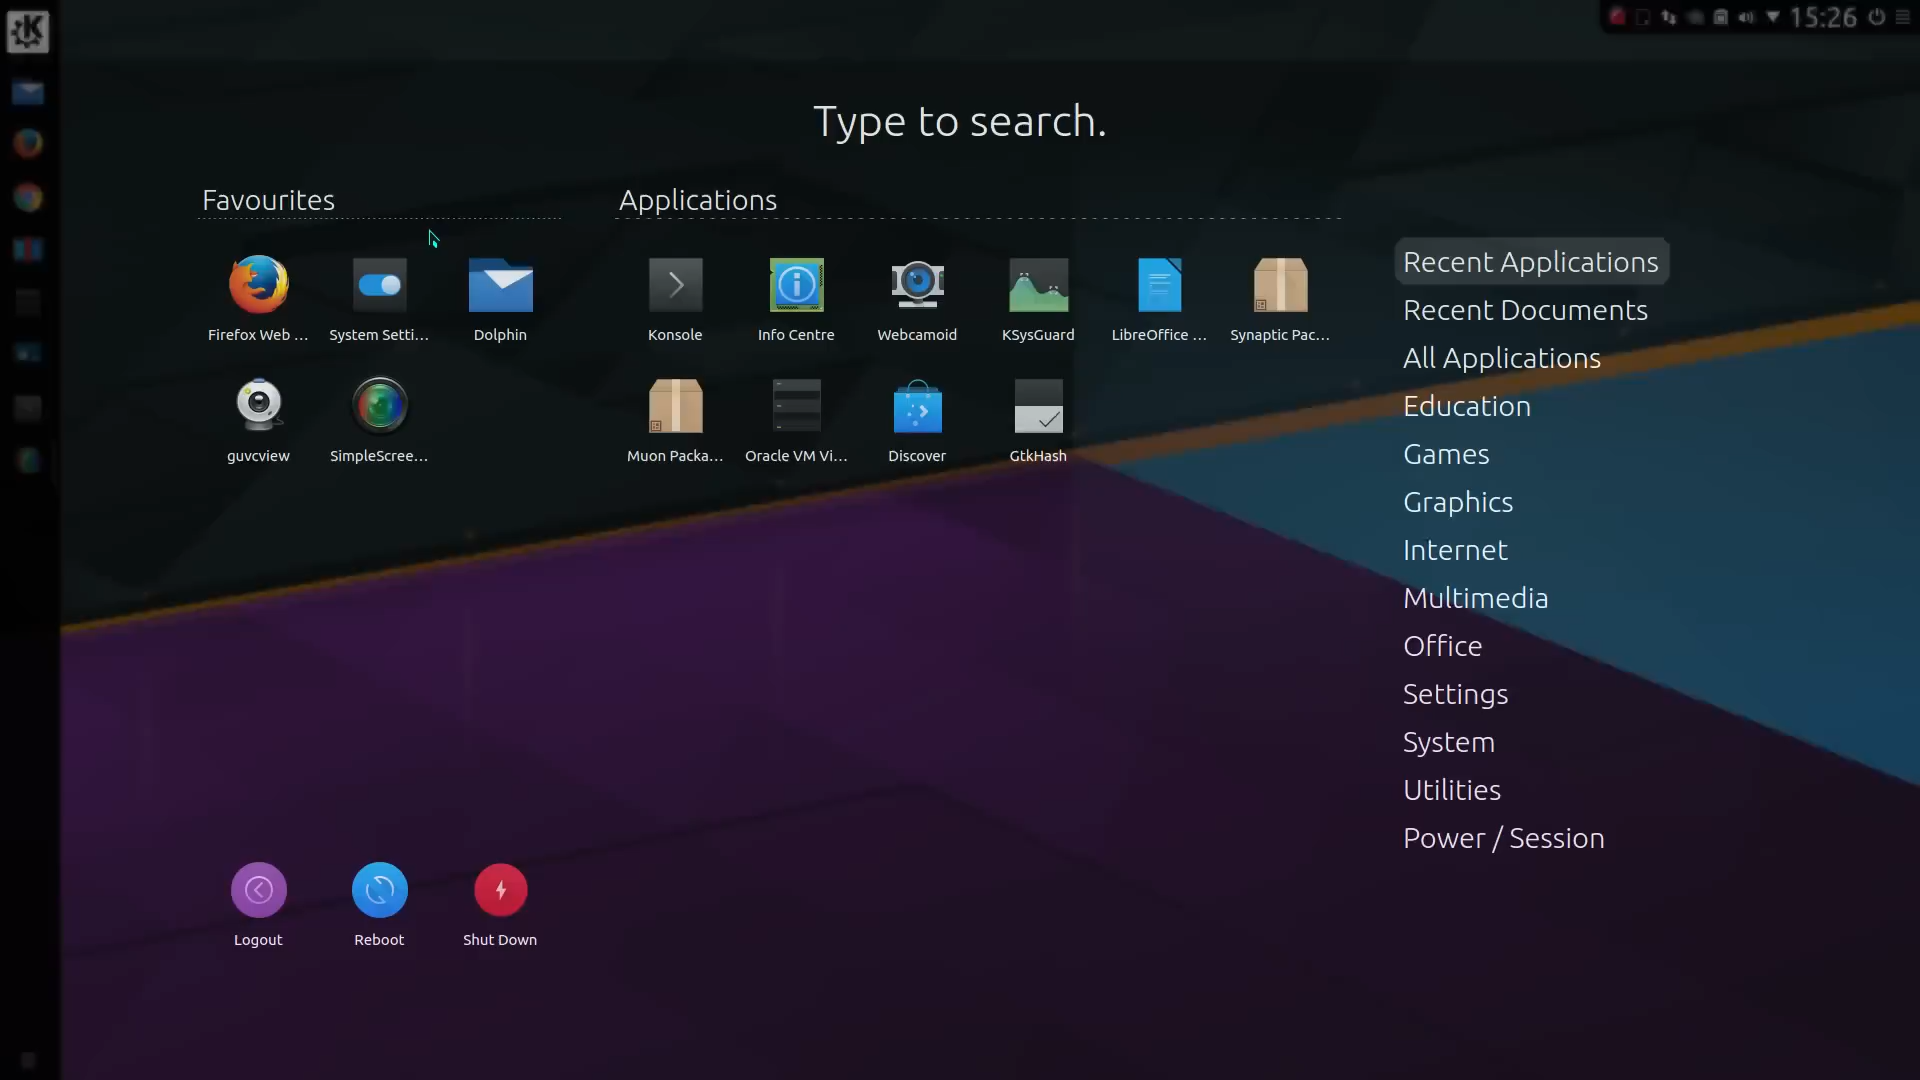 15:26
Type to search.
Favourites
Applications
Firefox Web ...
System Setti...
Dolphin
Konsole
Info Centre
Webcamoid
KSysGuard
LibreOffice ...
Synaptic Pac...
guvcview
SimpleScree...
Muon Packa...
Oracle VM Vi...
Discover
GtkHash
Recent Applications
Recent Documents
All Applications
Education
Games
Graphics
Internet
Multimedia
Office
Settings
System
Utilities
Power / Session
Logout
Reboot
Shut Down